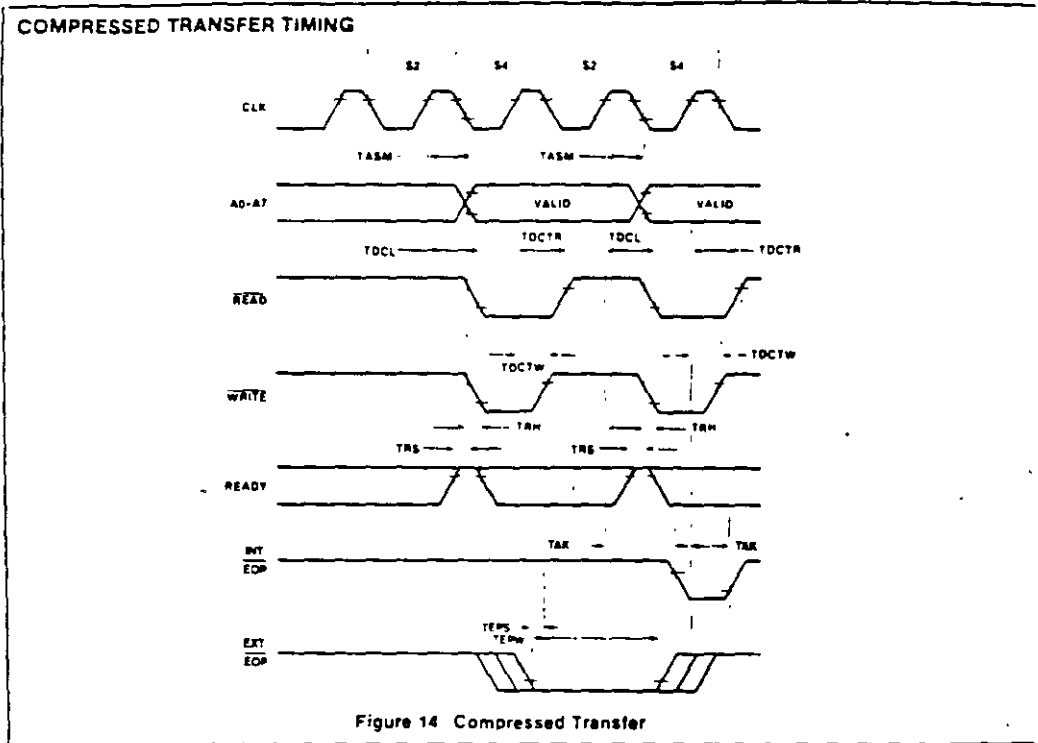 COMPRESSED TRANSFER TIMING
S2 S4 S2 S4
CLK
TASM TASM
A0-A7 VALID VALID
TDCL TDCTR TDCL TDCTR
READ
TDCTW TDCTW
WRITE
TRH TRH
TRS TRS
READY
TAK TAK
INT
EOP
TEPS
TEPW
EXT
EOP
Figure 14 Compressed Transfer